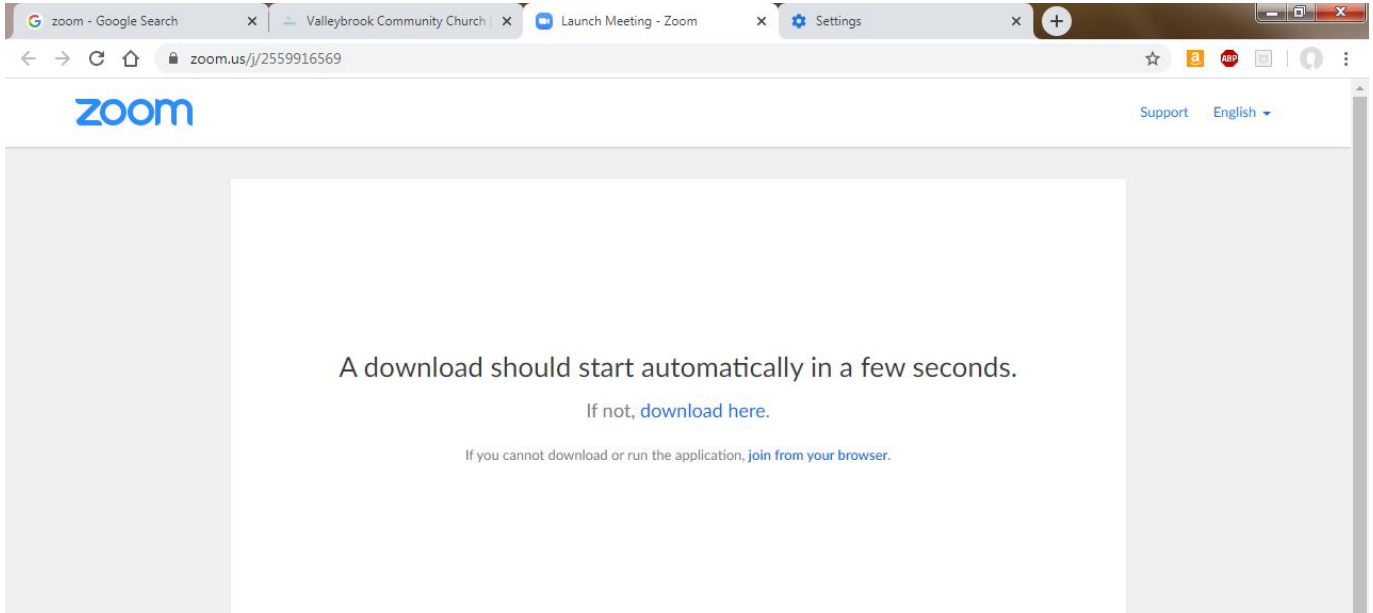 zoom - Google Search
Valleybrook Community Church |
Launch Meeting - Zoom
Settings
zoom.us/j/2559916569
a
ABP
zoom
Support English
A download should start automatically in a few seconds.
If not, download here.
If you cannot download or run the application, join from your browser.